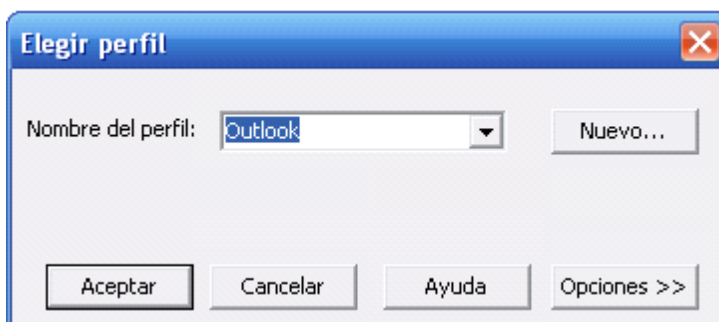 Elegir perfil
Nombre del perfil: Outlook Nuevo...
Aceptar Cancelar Ayuda Opciones >>